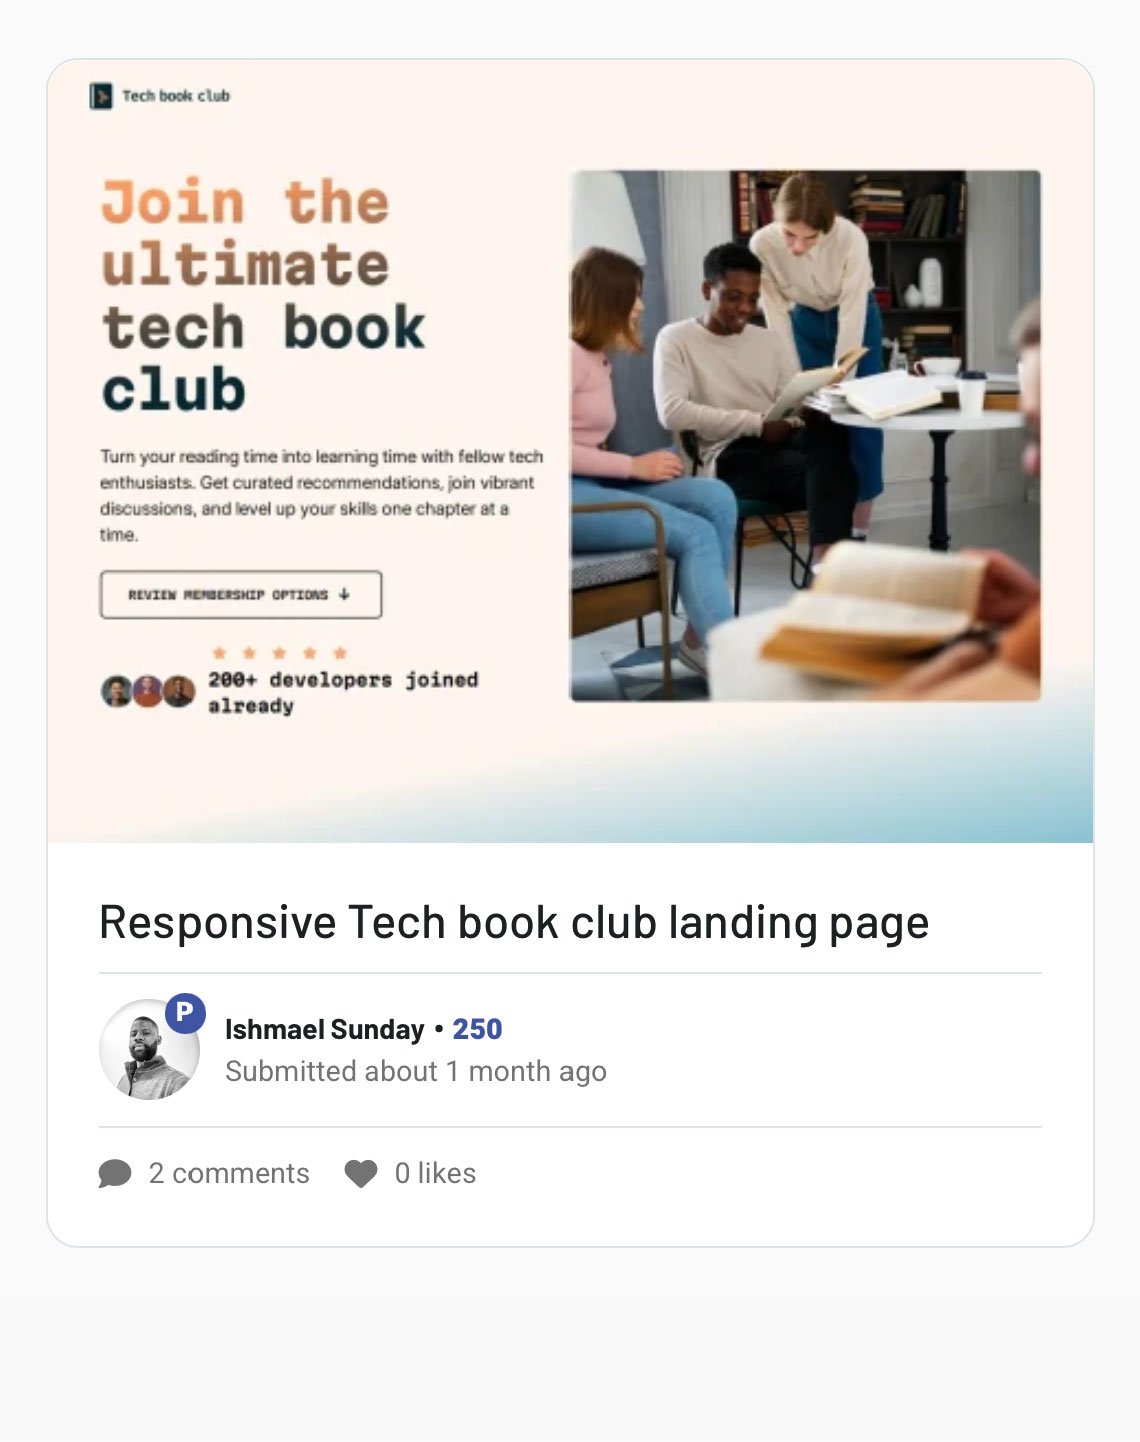 Tech book club
Join the
ultimate
tech book
club
Turn your reading time into learning time with fellow tech
enthusiasts. Get curated recommendations, join vibrant
discussions, and level up your skills one chapter at a
time.
REVIEW MEMBERSHIP OPTIONS ↓
200+ developers joined
already
Responsive Tech book club landing page
P
Ishmael Sunday • 250
Submitted about 1 month ago
2 comments 0 likes